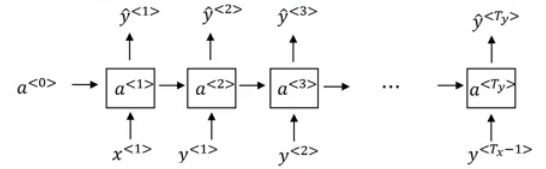 ŷ<1> ŷ<2> ŷ<3> ŷ<Ty>
a<0> a<1> a<2> a<3> ... a<Ty>
x<1> y<1> y<2> y<Tx−1>